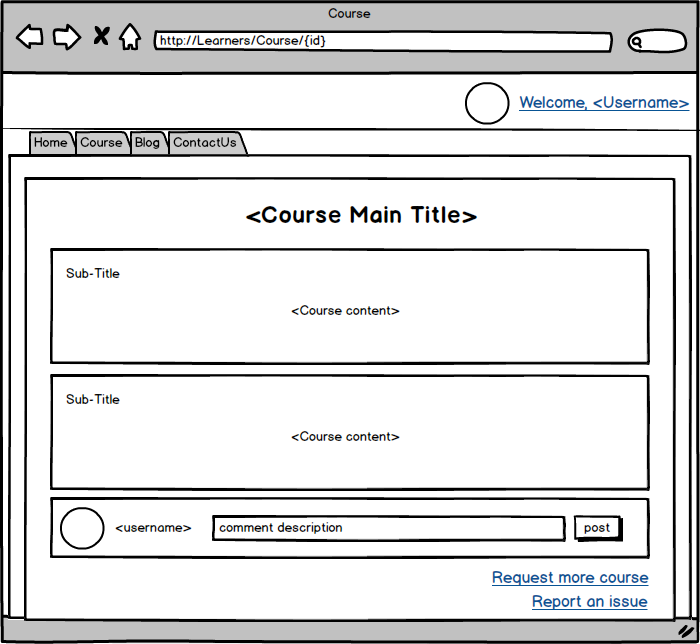 Course
http://Learners/Course/{id}
Welcome, <Username>
Home Course Blog ContactUs
<Course Main Title>
Sub-Title
<Course content>
Sub-Title
<Course content>
<username> comment description post
Request more course
Report an issue